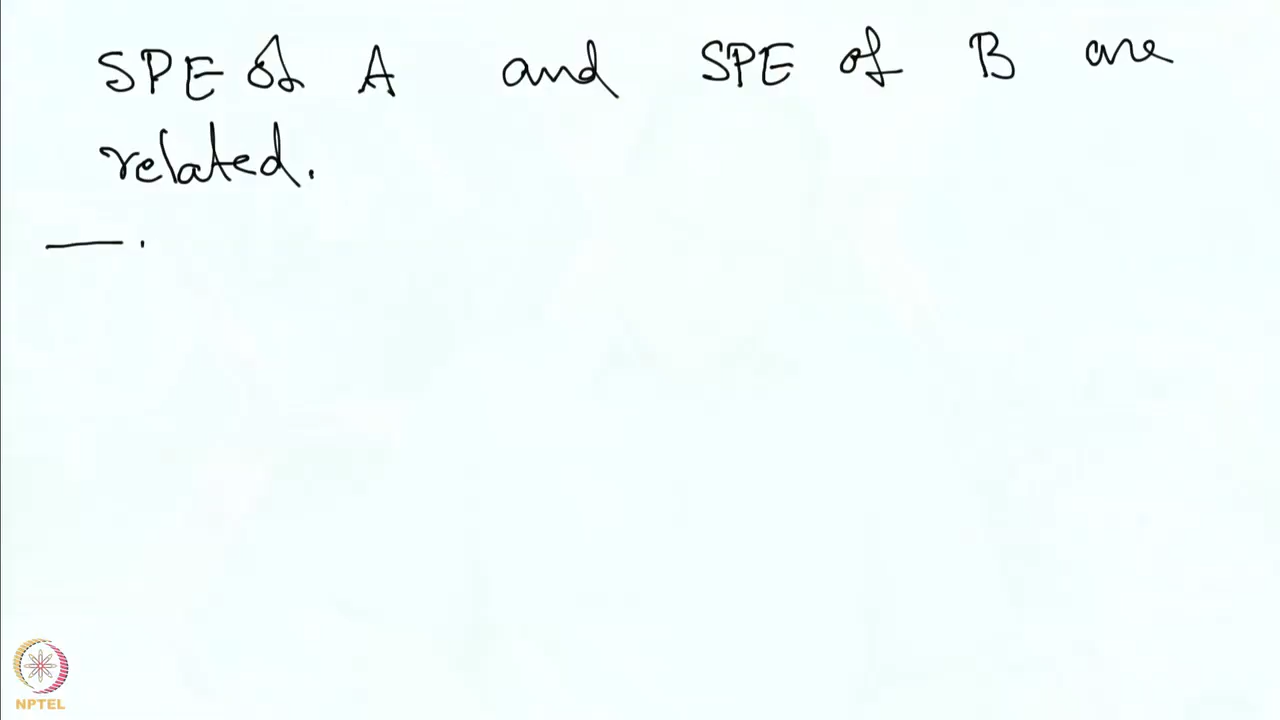 SPE of A and SPE of B are
related.
NPTEL